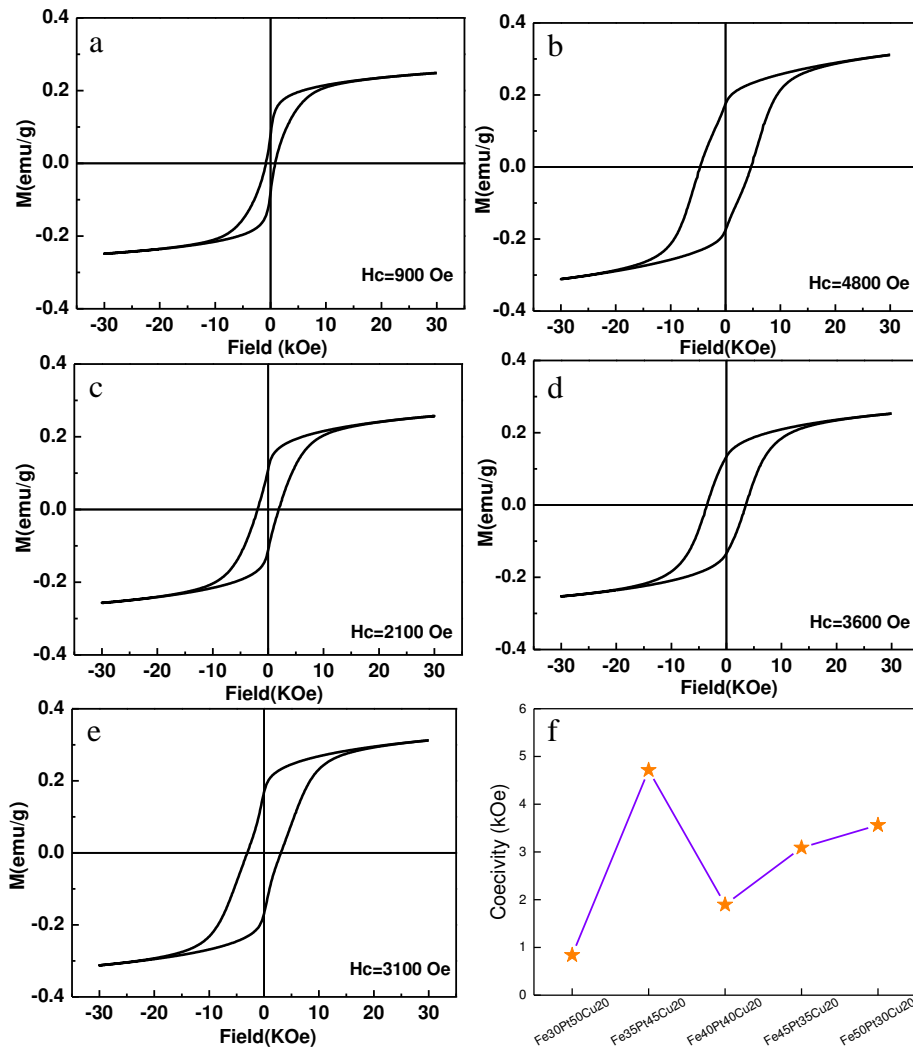 a
0.4
0.2
0.0
-0.2
-0.4
M(emu/g)
Hc=900 Oe
-30 -20 -10 0 10 20 30
Field (kOe)
b
0.4
0.2
0.0
-0.2
-0.4
M(emu/g)
Hc=4800 Oe
-30 -20 -10 0 10 20 30
Field(KOe)
c
0.4
0.2
0.0
-0.2
-0.4
M(emu/g)
Hc=2100 Oe
-30 -20 -10 0 10 20 30
Field(KOe)
d
0.4
0.2
0.0
-0.2
-0.4
M(emu/g)
Hc=3600 Oe
-30 -20 -10 0 10 20 30
Field(KOe)
e
0.4
0.2
0.0
-0.2
-0.4
M(emu/g)
Hc=3100 Oe
-30 -20 -10 0 10 20 30
Field(KOe)
f
6
5
4
3
2
1
0
Coecivity (kOe)
Fe30Pt50Cu20
Fe35Pt45Cu20
Fe40Pt40Cu20
Fe45Pt35Cu20
Fe50Pt30Cu20